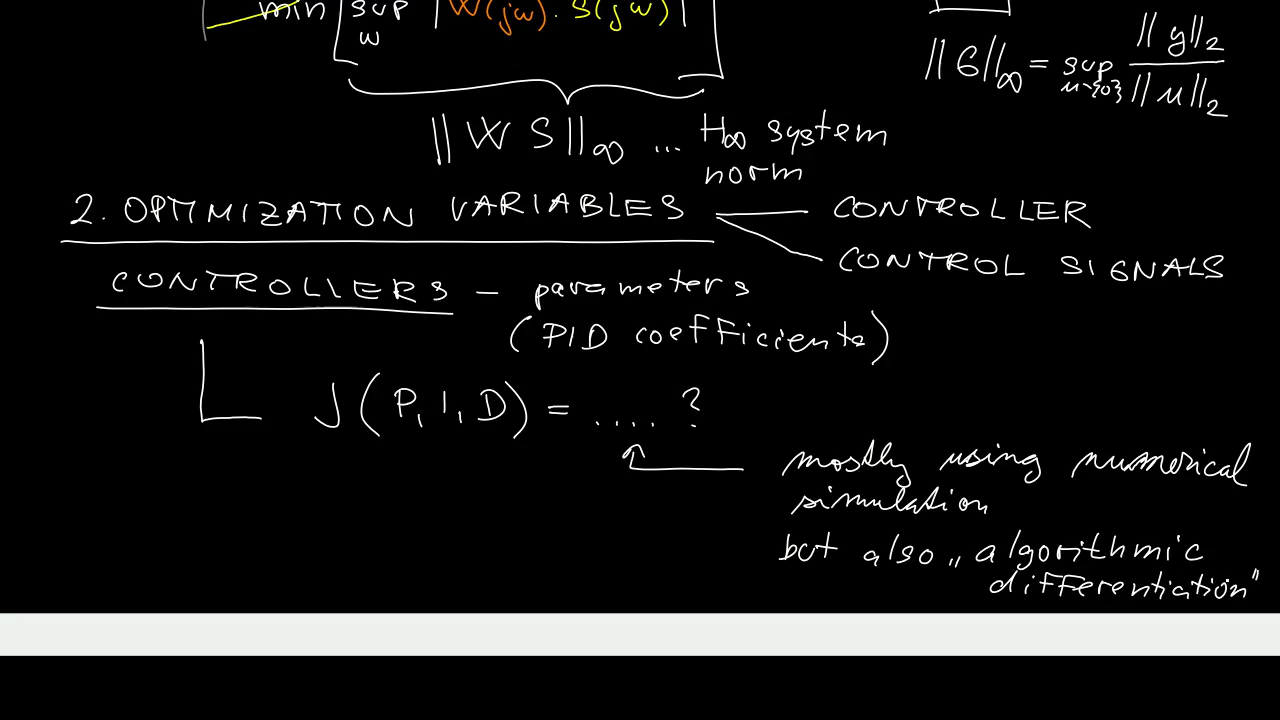 min [ sup |W(jω) · S(jω)| ]
ω
‖G‖∞ = sup ‖y‖₂ / ‖u‖₂
u∖{0}
‖ W S ‖∞ ... H∞ system
norm
2. OPTIMIZATION VARIABLES — CONTROLLER
CONTROL SIGNALS
CONTROLLERS – parameters
(PID coefficients)
J(P, I, D) = .... ?
mostly using numerical
simulation
but also „algorithmic
differentiation"